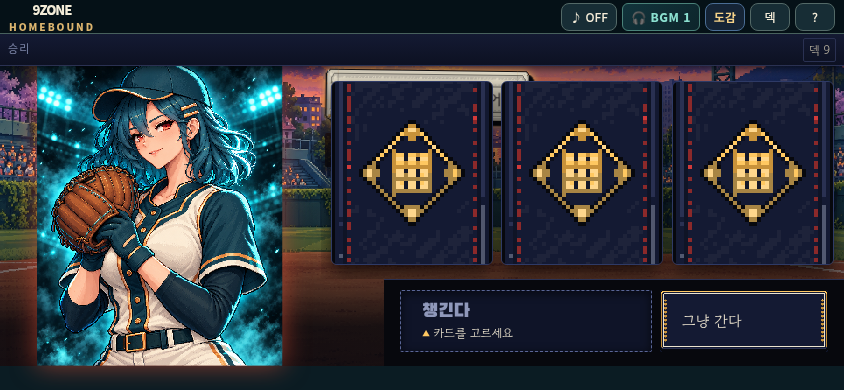 9ZONE
HOMEBOUND
♪ OFF
🎧 BGM 1
도감
덱
?
승리
덱 9
챙긴다
▲ 카드를 고르세요
그냥 간다